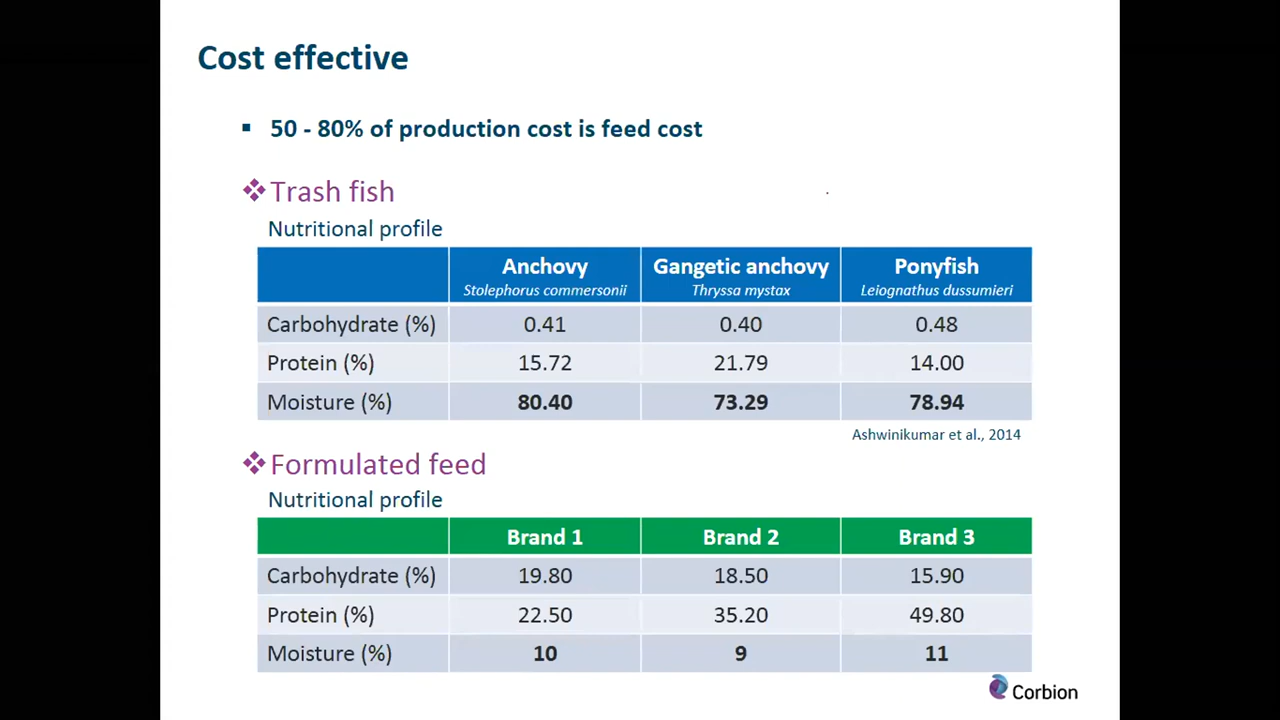 Cost effective
▪ 50 - 80% of production cost is feed cost
❖Trash fish
Nutritional profile
Anchovy Gangetic anchovy Ponyfish
Stolephorus commersonii Thryssa mystax Leiognathus dussumieri
Carbohydrate (%) 0.41 0.40 0.48
Protein (%) 15.72 21.79 14.00
Moisture (%) 80.40 73.29 78.94
Ashwinikumar et al., 2014
❖Formulated feed
Nutritional profile
Brand 1 Brand 2 Brand 3
Carbohydrate (%) 19.80 18.50 15.90
Protein (%) 22.50 35.20 49.80
Moisture (%) 10 9 11
Corbion